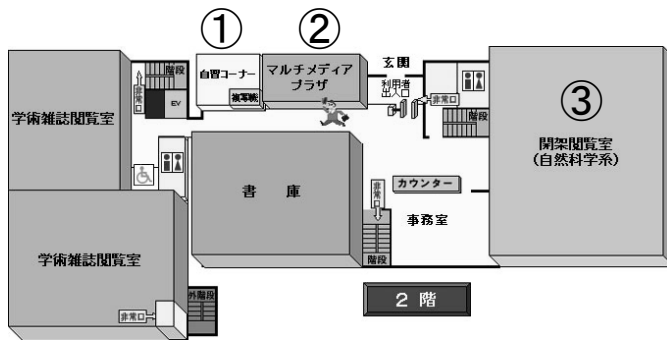 ①
②
階段
非常口
EV
自習コーナー
複写機
マルチメディア
プラザ
玄関
利用者
出入口
非常口
階段
③
開架閲覧室
(自然科学系)
学術雑誌閲覧室
書 庫
カウンター
非常口
事務室
階段
学術雑誌閲覧室
非常口
外階段
2 階